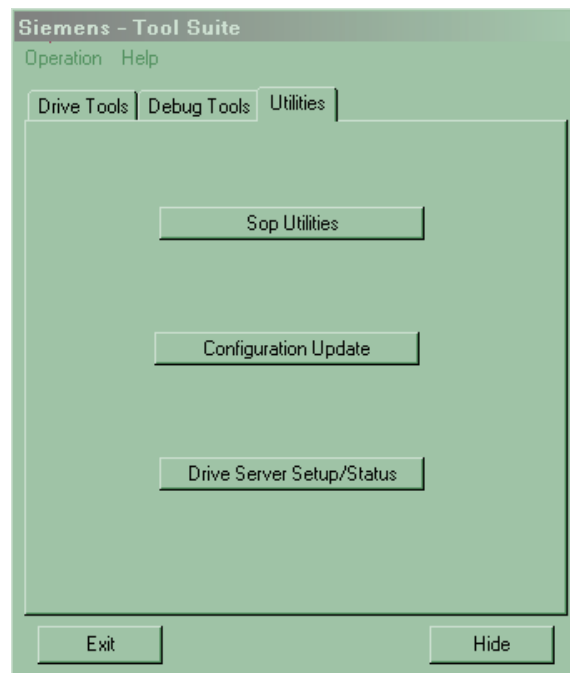 Siemens - Tool Suite
Operation Help
Drive Tools Debug Tools Utilities
Sop Utilities
Configuration Update
Drive Server Setup/Status
Exit Hide